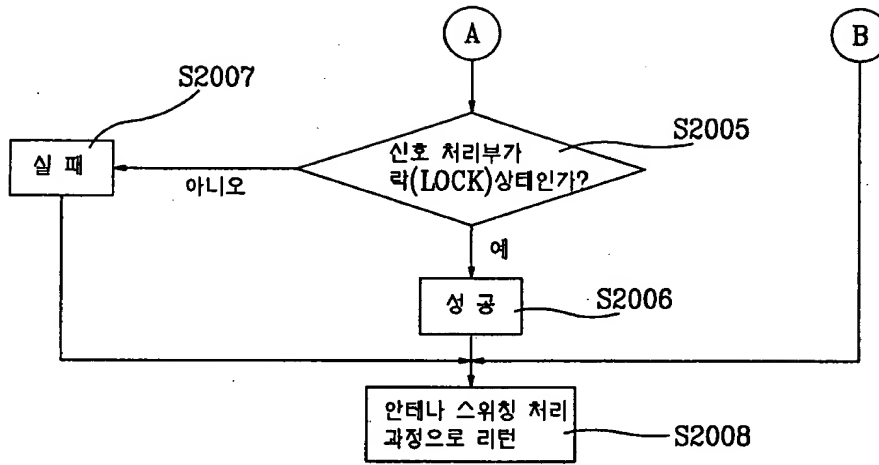 A
B
S2007
S2005
실 패
신호 처리부가
락(LOCK)상태인가?
아니오
예
성 공
S2006
안테나 스위칭 처리
과정으로 리턴
S2008